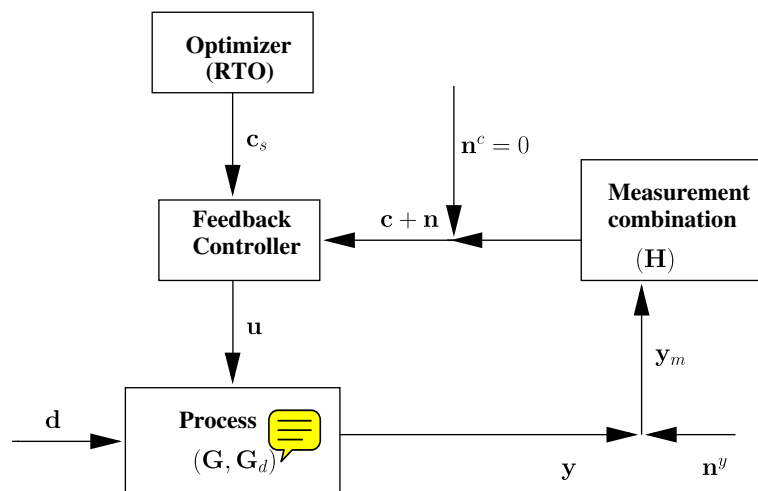 Optimizer
(RTO)
c_s
n^c = 0
Measurement
combination
(H)
Feedback
Controller
c + n
u
y_m
d
Process
(G, G_d)
y
n^y